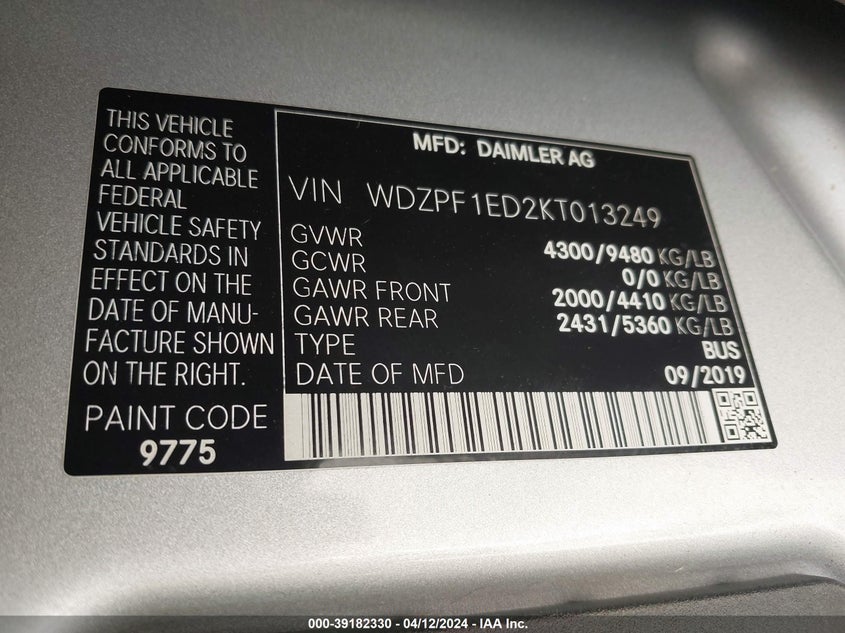 THIS VEHICLE
CONFORMS TO
ALL APPLICABLE
FEDERAL
VEHICLE SAFETY
STANDARDS IN
EFFECT ON THE
DATE OF MANU-
FACTURE SHOWN
ON THE RIGHT.
PAINT CODE
9775
MFD: DAIMLER AG
VIN WDZPF1ED2KT013249
GVWR 4300/9480 KG/LB
GCWR 0/0 KG/LB
GAWR FRONT 2000/4410 KG/LB
GAWR REAR 2431/5360 KG/LB
TYPE BUS
DATE OF MFD 09/2019
000-39182330 - 04/12/2024 - IAA Inc.